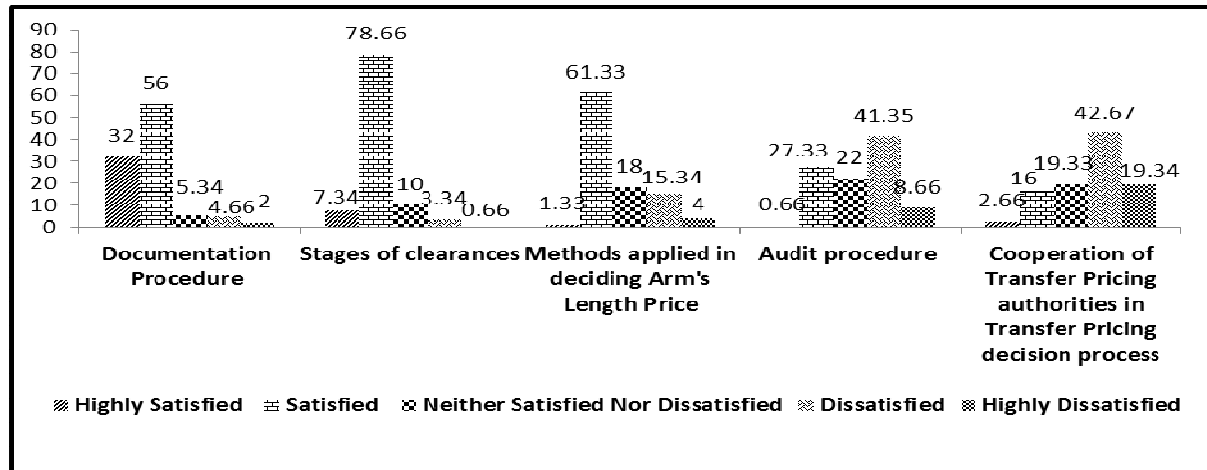 90
80
70
60
50
40
30
20
10
0
32
56
5.34
4.66
2
7.34
78.66
10
3.34
0.66
1.33
61.33
18
15.34
4
0.66
27.33
22
41.35
8.66
2.66
16
19.33
42.67
19.34
Documentation
Procedure
Stages of clearances
Methods applied in
deciding Arm's
Length Price
Audit procedure
Cooperation of
Transfer Pricing
authorities in
Transfer Pricing
decision process
Highly Satisfied
Satisfied
Neither Satisfied Nor Dissatisfied
Dissatisfied
Highly Dissatisfied